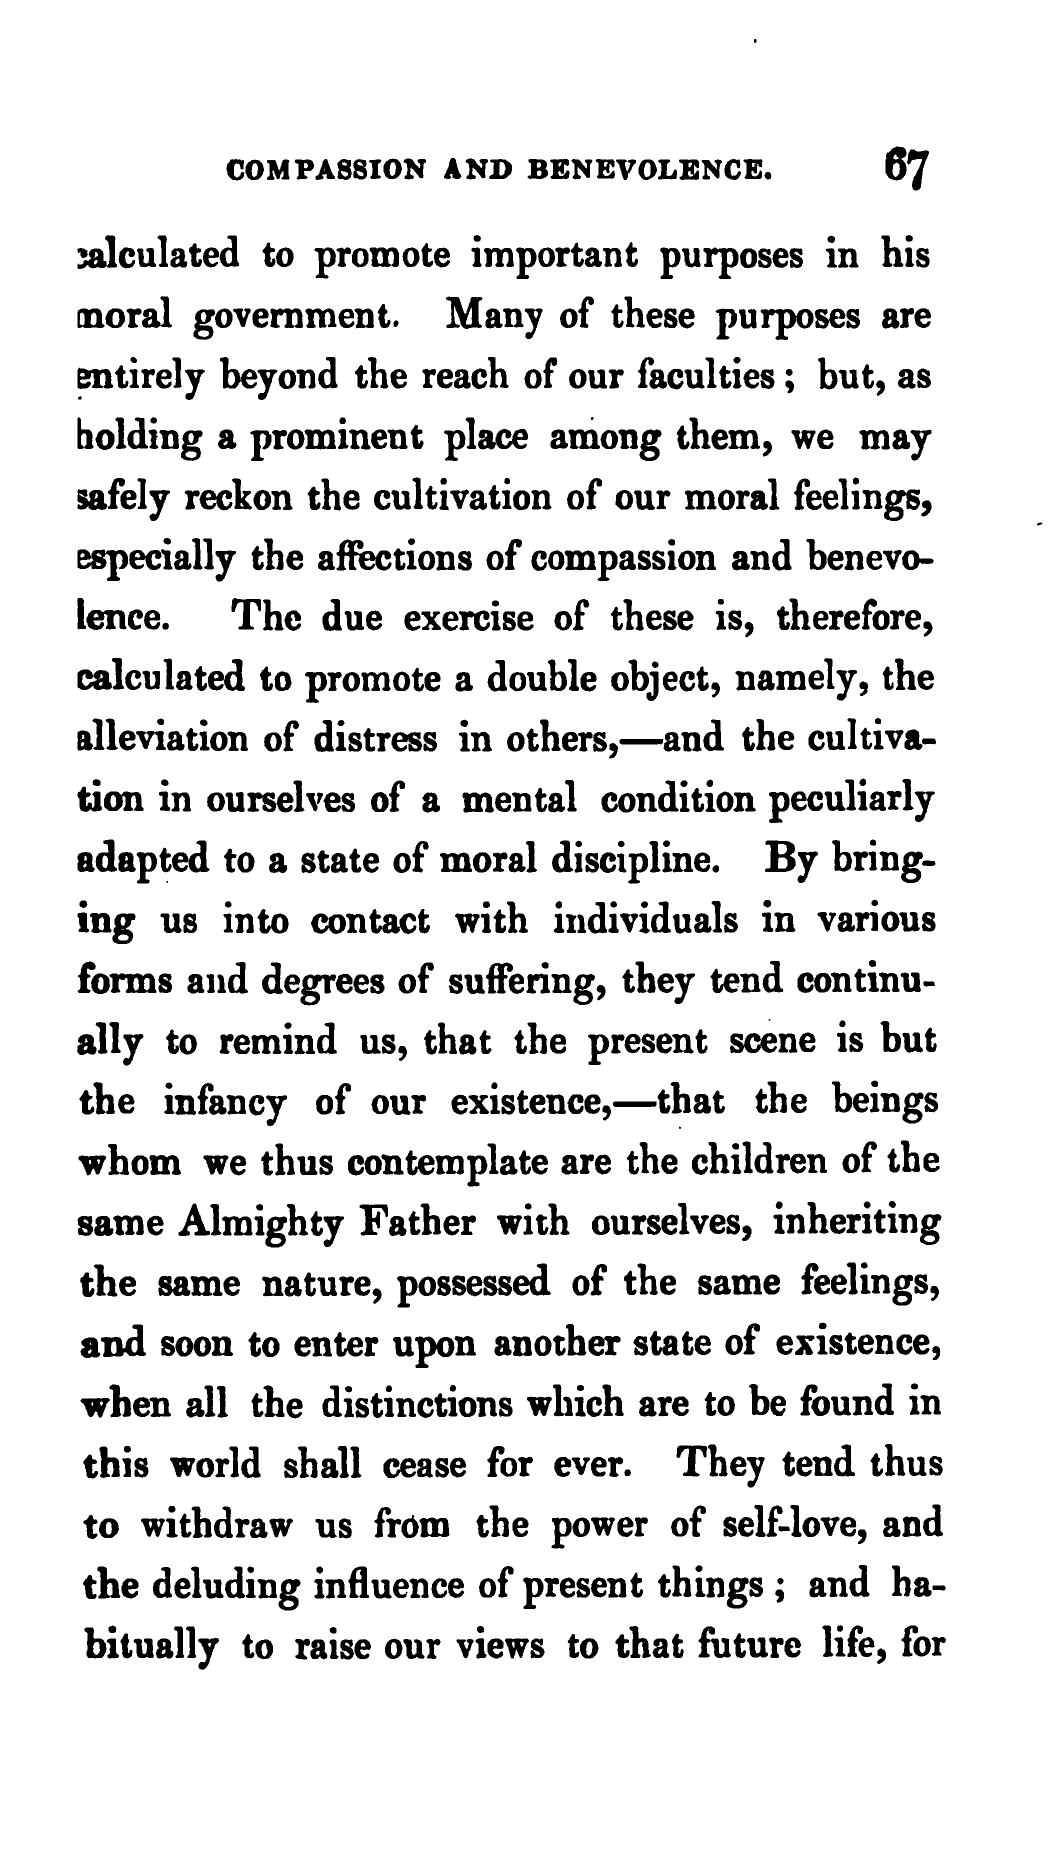 COMPASSION AND BENEVOLENCE. 67
calculated to promote important purposes in his
moral government. Many of these purposes are
entirely beyond the reach of our faculties ; but, as
holding a prominent place among them, we may
safely reckon the cultivation of our moral feelings,
especially the affections of compassion and benevo-
lence. The due exercise of these is, therefore,
calculated to promote a double object, namely, the
alleviation of distress in others,—and the cultiva-
tion in ourselves of a mental condition peculiarly
adapted to a state of moral discipline. By bring-
ing us into contact with individuals in various
forms and degrees of suffering, they tend continu-
ally to remind us, that the present scene is but
the infancy of our existence,—that the beings
whom we thus contemplate are the children of the
same Almighty Father with ourselves, inheriting
the same nature, possessed of the same feelings,
and soon to enter upon another state of existence,
when all the distinctions which are to be found in
this world shall cease for ever. They tend thus
to withdraw us from the power of self-love, and
the deluding influence of present things ; and ha-
bitually to raise our views to that future life, for